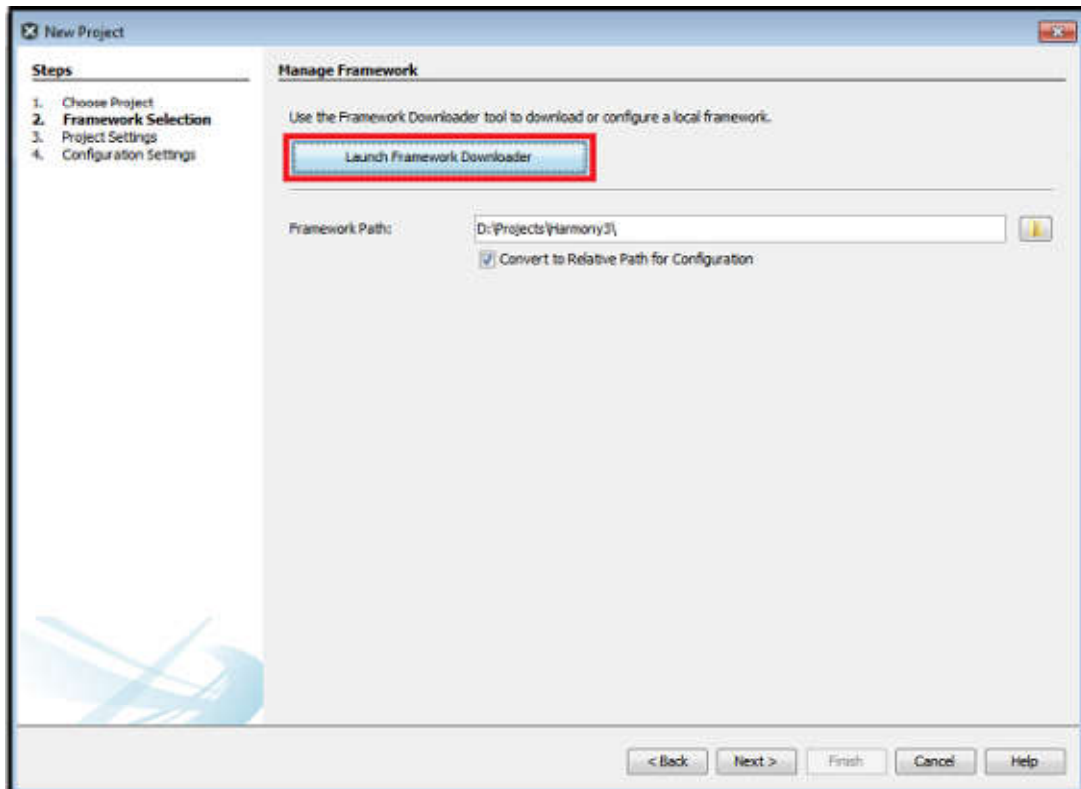 New Project
Steps
1. Choose Project
2. Framework Selection
3. Project Settings
4. Configuration Settings
Manage Framework
Use the Framework Downloader tool to download or configure a local framework.
Launch Framework Downloader
Framework Path:
D:\Projects\Harmony3\
Convert to Relative Path for Configuration
< Back
Next >
Finish
Cancel
Help